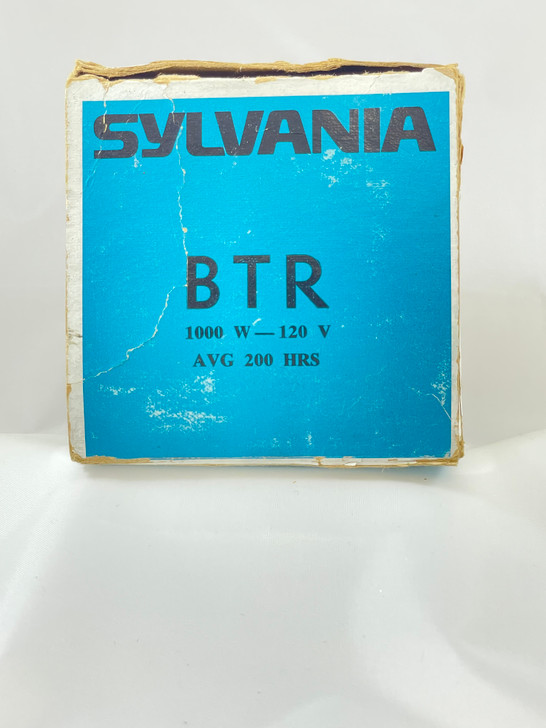 SYLVANIA
BTR
1000 W—120 V
AVG 200 HRS